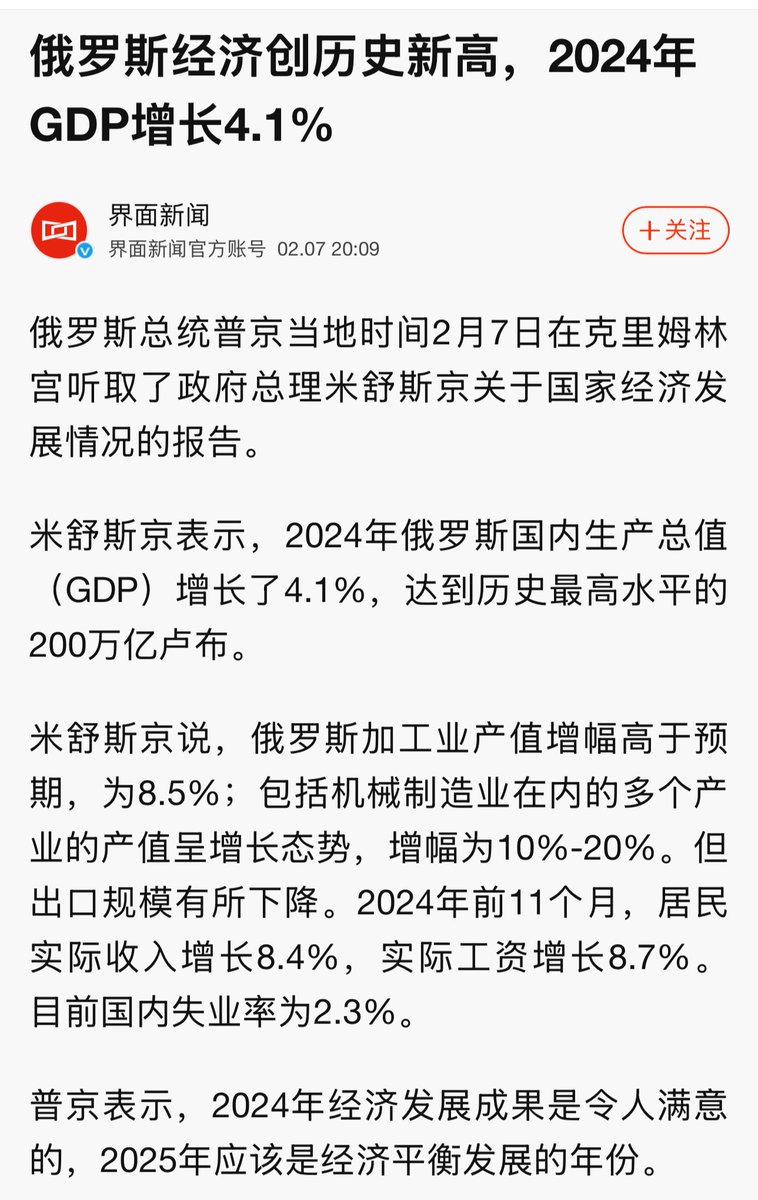 俄罗斯经济创历史新高，2024年
GDP增长4.1%
界面新闻
界面新闻官方账号 02.07 20:09
+关注
俄罗斯总统普京当地时间2月7日在克里姆林
宫听取了政府总理米舒斯京关于国家经济发
展情况的报告。
米舒斯京表示，2024年俄罗斯国内生产总值
（GDP）增长了4.1%，达到历史最高水平的
200万亿卢布。
米舒斯京说，俄罗斯加工业产值增幅高于预
期，为8.5%；包括机械制造业在内的多个产
业的产值呈增长态势，增幅为10%-20%。但
出口规模有所下降。2024年前11个月，居民
实际收入增长8.4%，实际工资增长8.7%。
目前国内失业率为2.3%。
普京表示，2024年经济发展成果是令人满意
的，2025年应该是经济平衡发展的年份。